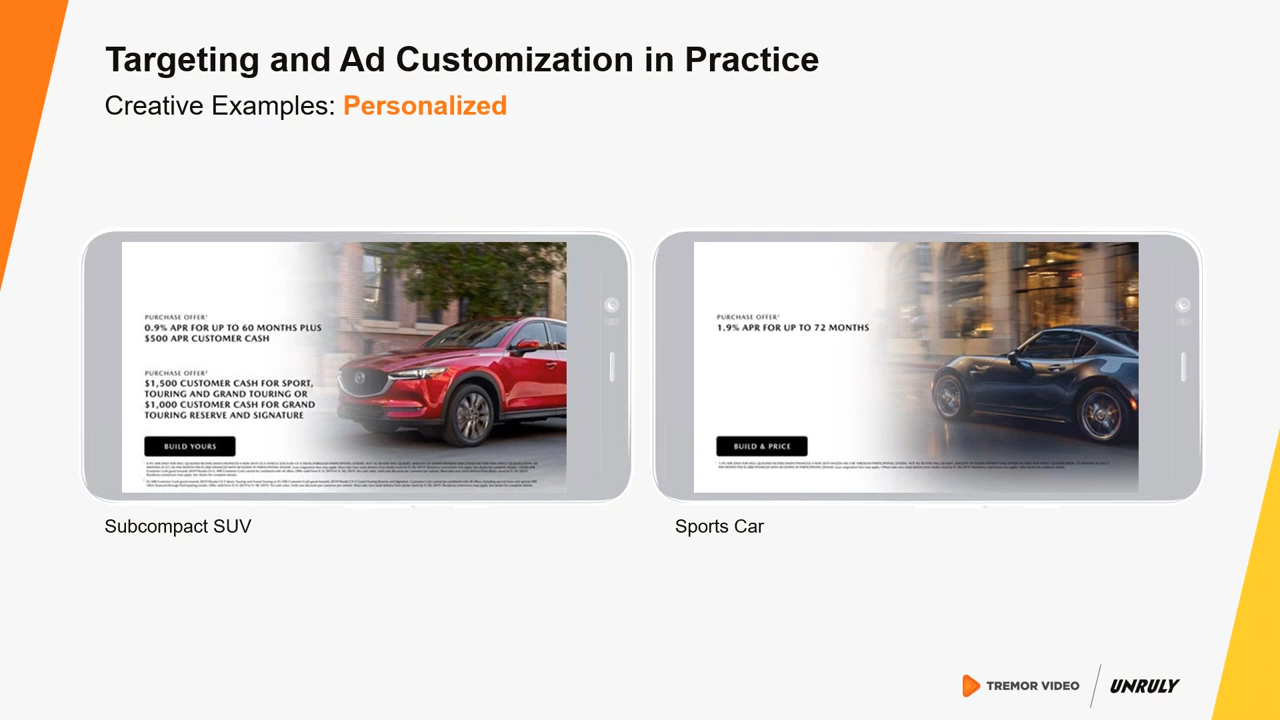 Targeting and Ad Customization in Practice
Creative Examples: Personalized
PURCHASE OFFER¹
0.9% APR FOR UP TO 60 MONTHS PLUS
$500 APR CUSTOMER CASH
PURCHASE OFFER²
$1,500 CUSTOMER CASH FOR SPORT,
TOURING AND GRAND TOURING OR
$1,000 CUSTOMER CASH FOR GRAND
TOURING RESERVE AND SIGNATURE
BUILD YOURS
PURCHASE OFFER¹
1.9% APR FOR UP TO 72 MONTHS
BUILD & PRICE
Subcompact SUV
Sports Car
TREMOR VIDEO
UNRULY